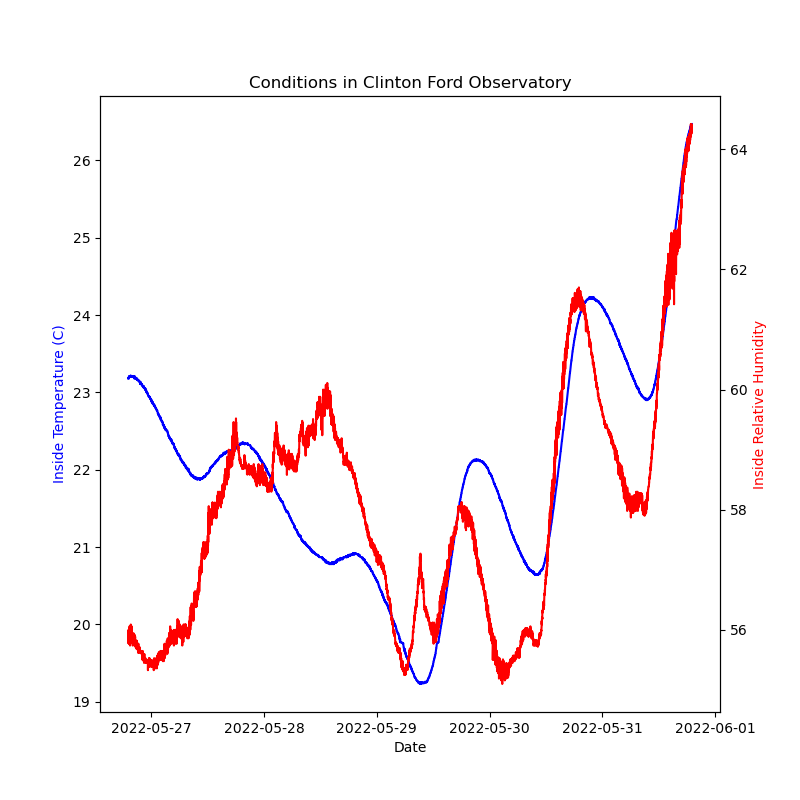 Conditions in Clinton Ford Observatory
Inside Temperature (C)
26
25
24
23
22
21
20
19
64
62
60
58
56
Inside Relative Humidity
2022-05-27 2022-05-28 2022-05-29 2022-05-30 2022-05-31 2022-06-01
Date